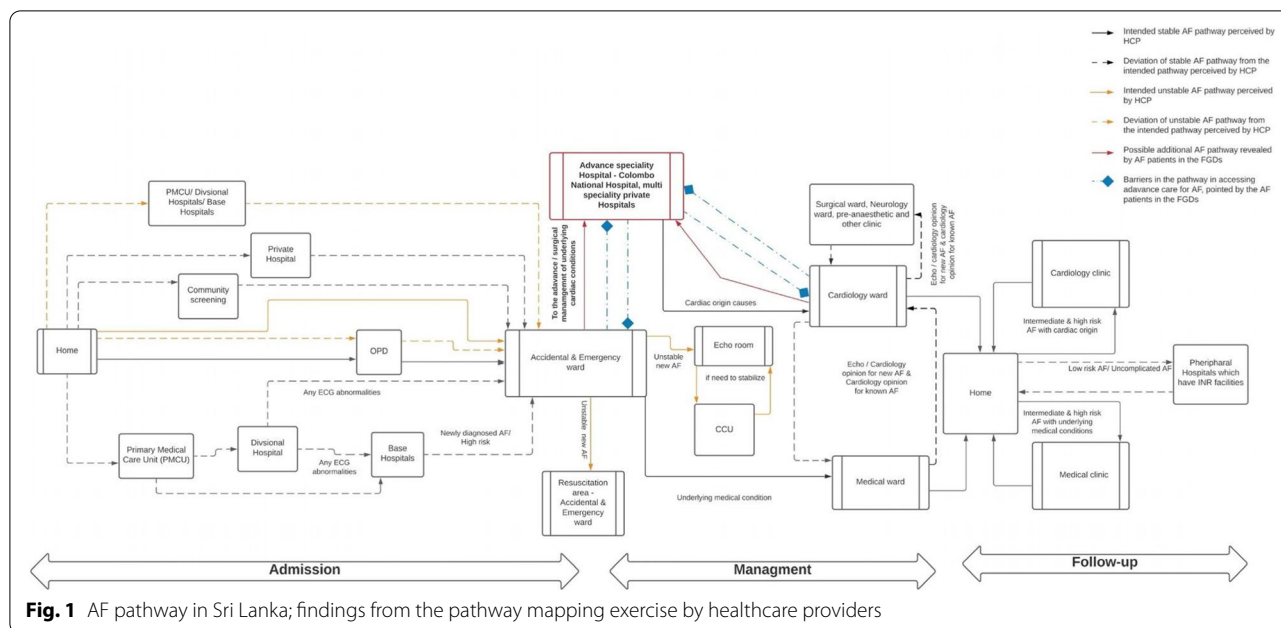 Intended stable AF pathway perceived by
HCP
Deviation of stable AF pathway from the
intended pathway perceived by HCP
Intended unstable AF pathway perceived
by HCP
Deviation of unstable AF pathway from
the intended pathway perceived by HCP
Possible additional AF pathway revealed
by AF patients in the FGDs
Barriers in the pathway in accessing
adavance care for AF, pointed by the AF
patients in the FGDs
PMCU/ Divsional
Hospitals/ Base
Hospitals
Private
Hospital
Community
screening
Home
OPD
Any ECG abnormalities
Primary Medical
Care Unit (PMCU)
Divsional
Hospital
Any ECG
abnormalities
Base
Hospitals
Newly diagnosed AF/
High risk
Advance speciality
Hospital - Colombo
National Hospital, multi
speciality private
Hospitals
To the adavance / surgical
manamgemnt of underlying
cardiac conditions
Accidental & Emergency
ward
Unstable new AF
Resuscitation area -
Accidental &
Emergency
ward
Unstable
new AF
Echo room
if need to stabilize
CCU
Cardiac origin causes
Underlying medical condition
Surgical ward, Neurology
ward, pre-anaesthetic and
other clinic
Echo / cardiology opinion
for new AF & cardiology
opinion for known AF
Cardiology ward
Echo / Cardiology
opinion for new AF &
Cardiology opinion
for known AF
Medical ward
Home
Cardiology clinic
Intermediate & high risk
AF with cardiac origin
Low risk AF/ Uncomplicated AF
Pheripharal
Hospitals which
have INR facilities
Intermediate & high risk
AF with underlying
medical conditions
Medical clinic
Admission
Managment
Follow-up
Fig. 1 AF pathway in Sri Lanka; findings from the pathway mapping exercise by healthcare providers